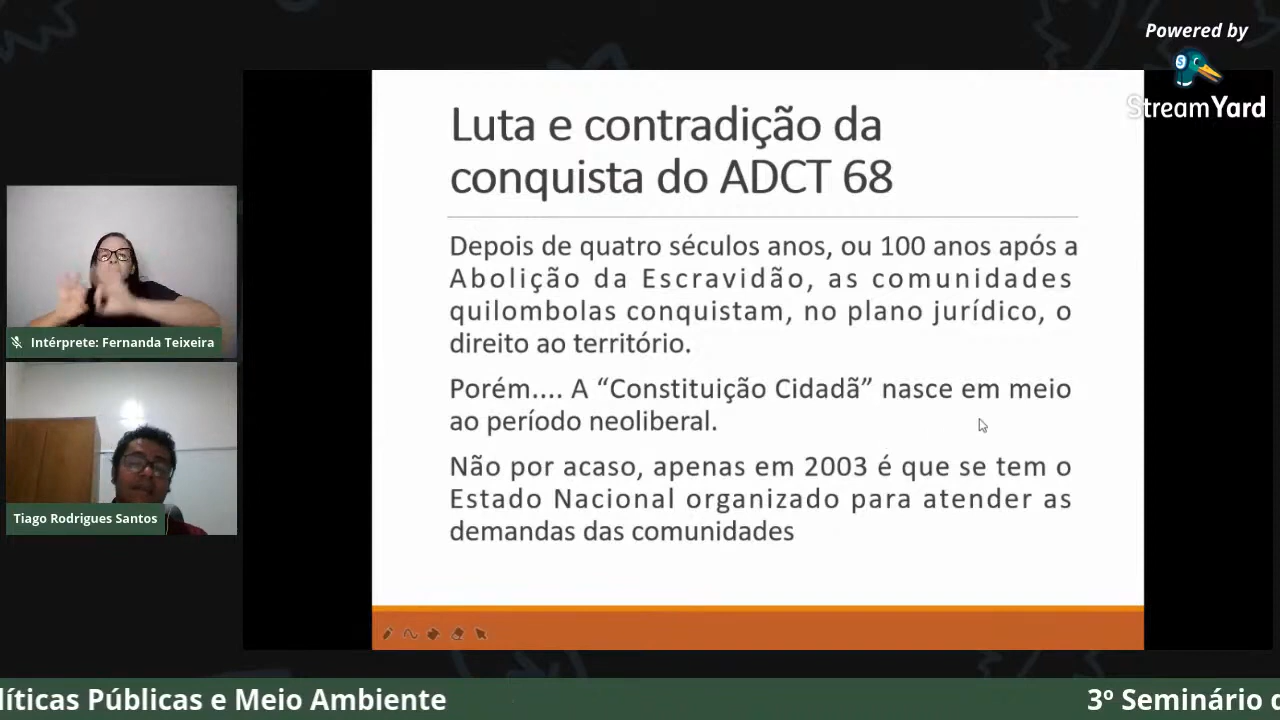 Powered by
StreamYard
Luta e contradição da
conquista do ADCT 68
Depois de quatro séculos anos, ou 100 anos após a
Abolição da Escravidão, as comunidades
quilombolas conquistam, no plano jurídico, o
direito ao território.
Porém.... A “Constituição Cidadã” nasce em meio
ao período neoliberal.
Não por acaso, apenas em 2003 é que se tem o
Estado Nacional organizado para atender as
demandas das comunidades
Intérprete: Fernanda Teixeira
Tiago Rodrigues Santos
líticas Públicas e Meio Ambiente
3º Seminário